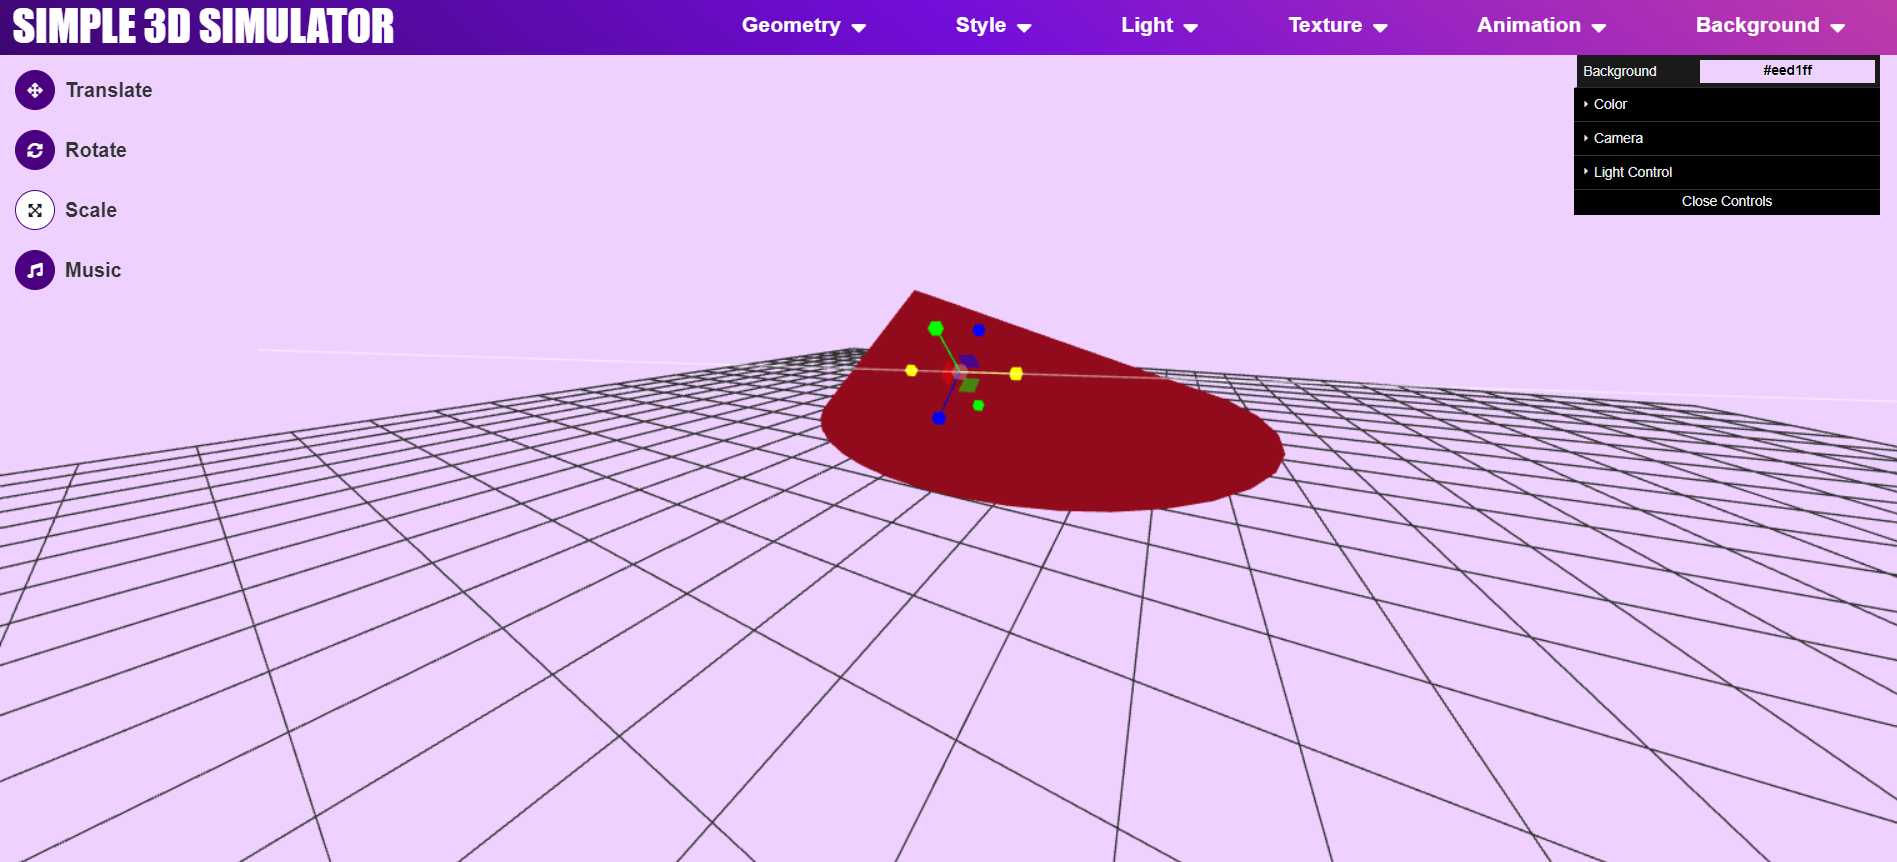 SIMPLE 3D SIMULATOR
Geometry
Style
Light
Texture
Animation
Background
Translate
Rotate
Scale
Music
Background #eed1ff
Color
Camera
Light Control
Close Controls